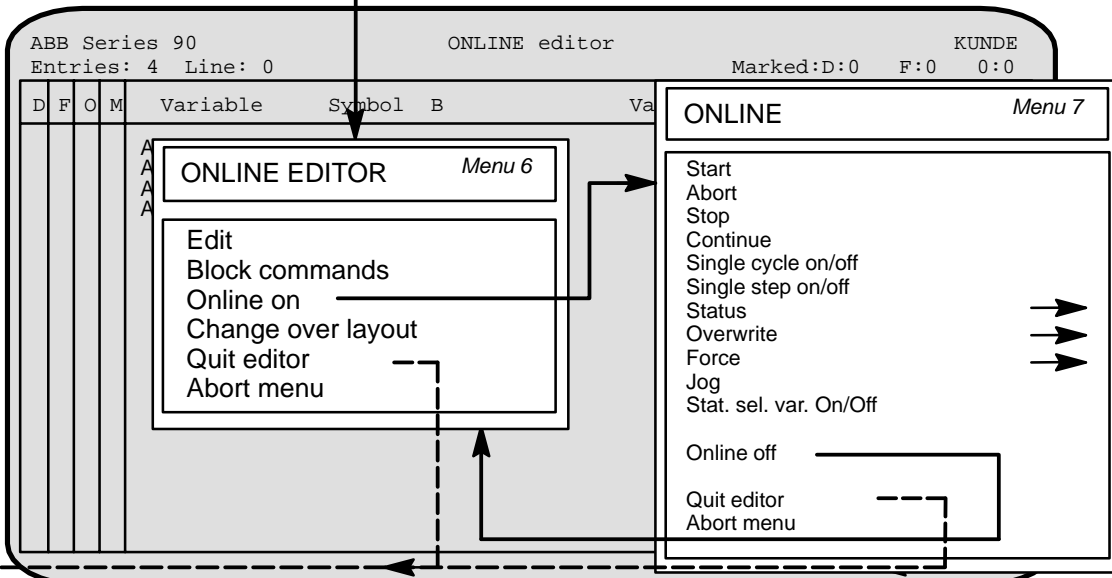 ABB Series 90 ONLINE editor KUNDE
Entries: 4 Line: 0 Marked:D:0 F:0 0:0
D F O M Variable Symbol B Va
A
A
A
A
ONLINE EDITOR Menu 6
Edit
Block commands
Online on
Change over layout
Quit editor
Abort menu
ONLINE Menu 7
Start
Abort
Stop
Continue
Single cycle on/off
Single step on/off
Status
Overwrite
Force
Jog
Stat. sel. var. On/Off
Online off
Quit editor
Abort menu